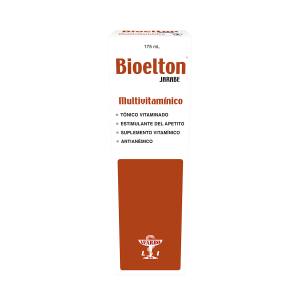 175 mL
Bioelton
JARABE
Multivitamínico
• TÓNICO VITAMINADO
• ESTIMULANTE DEL APETITO
• SUPLEMENTO VITAMÍNICO
• ANTIANÉMICO